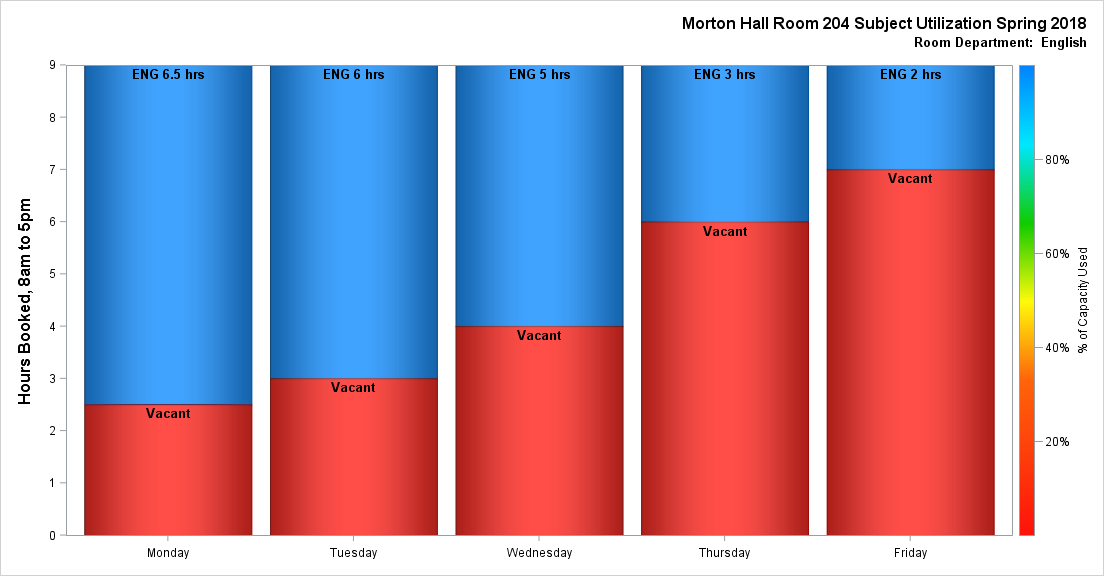 Morton Hall Room 204 Subject Utilization Spring 2018
Room Department:  English
Hours Booked, 8am to 5pm
9
8
7
6
5
4
3
2
1
0
ENG 6.5 hrs
ENG 6 hrs
ENG 5 hrs
ENG 3 hrs
ENG 2 hrs
Vacant
Vacant
Vacant
Vacant
Vacant
Monday
Tuesday
Wednesday
Thursday
Friday
80%
60%
40%
20%
% of Capacity Used